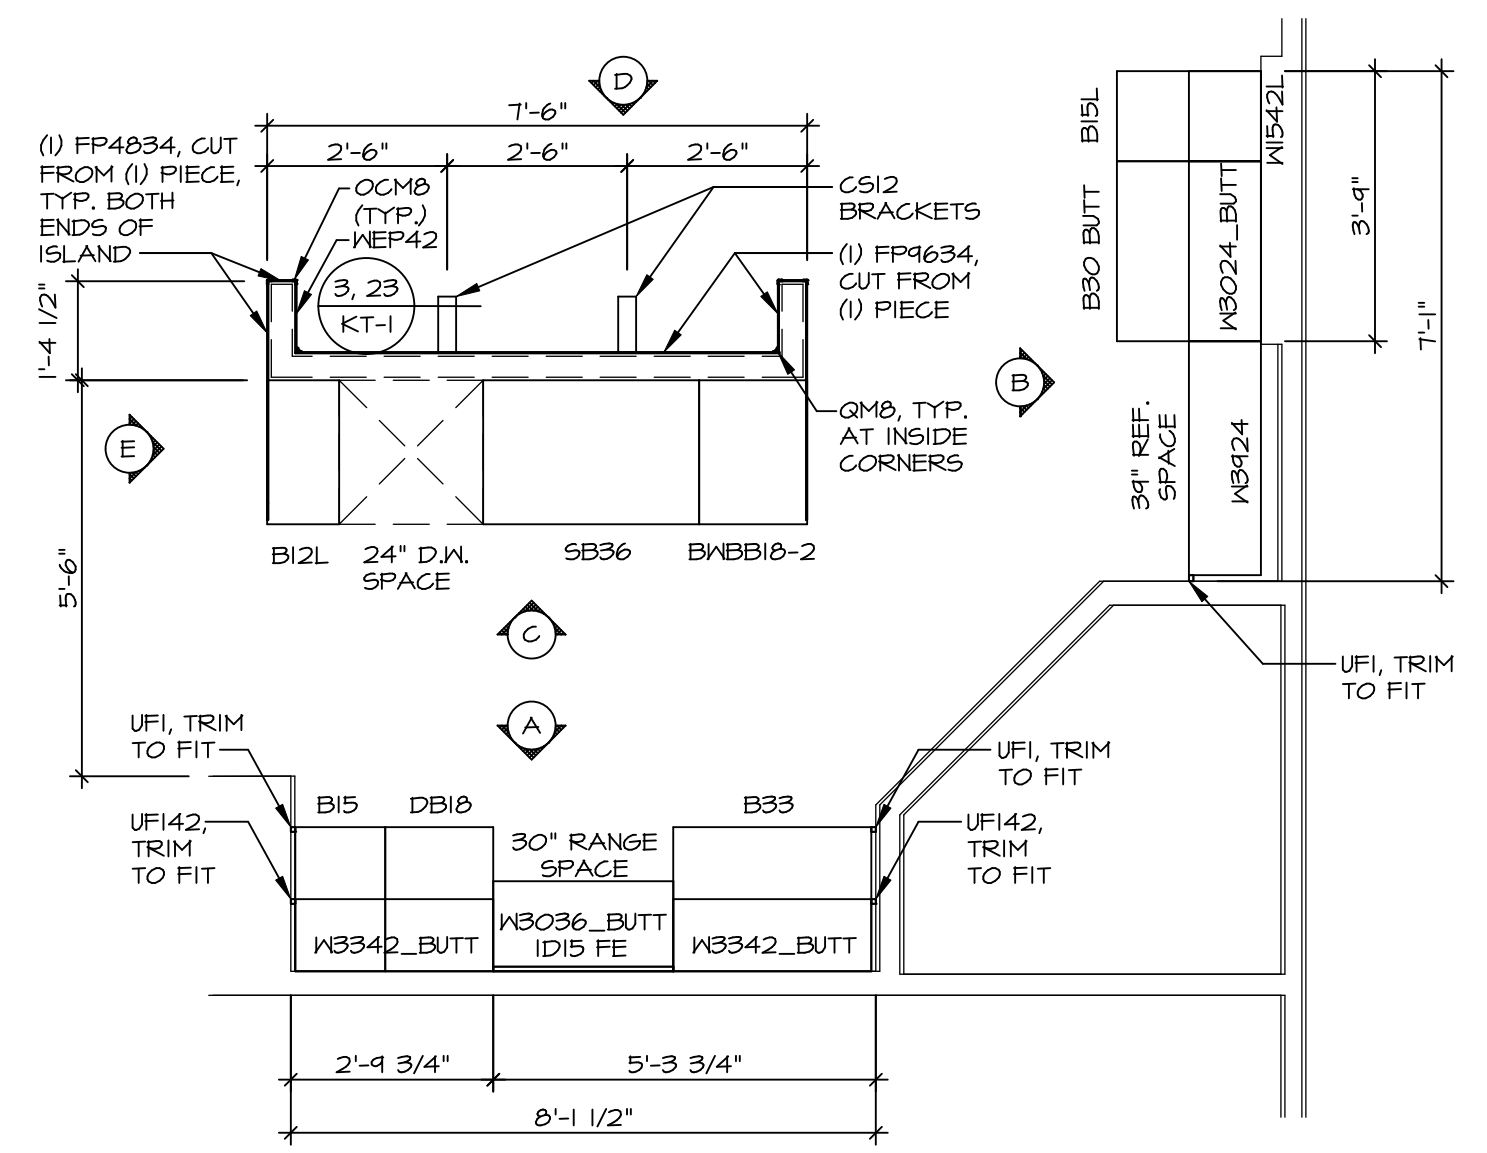 D
7'-6"
2'-6"
2'-6"
2'-6"
(1) FP4834, CUT
FROM (1) PIECE,
TYP. BOTH
ENDS OF
ISLAND
OCM8
(TYP.)
WEP42
CS12
BRACKETS
(1) FP9634,
CUT FROM
(1) PIECE
3, 23
KT-1
1'-4 1/2"
QM8, TYP.
AT INSIDE
CORNERS
E
B
B15L
W1542L
B30 BUTT
W3024_BUTT
3'-9"
7'-1"
39" REF.
SPACE
W3924
B12L
24" D.W.
SPACE
SB36
BWBB18-2
5'-6"
C
A
UF1, TRIM
TO FIT
UF1, TRIM
TO FIT
UF1, TRIM
TO FIT
UF142,
TRIM
TO FIT
B15
DB18
B33
30" RANGE
SPACE
UF142,
TRIM
TO FIT
W3342_BUTT
W3036_BUTT
1D15 FE
W3342_BUTT
2'-9 3/4"
5'-3 3/4"
8'-1 1/2"